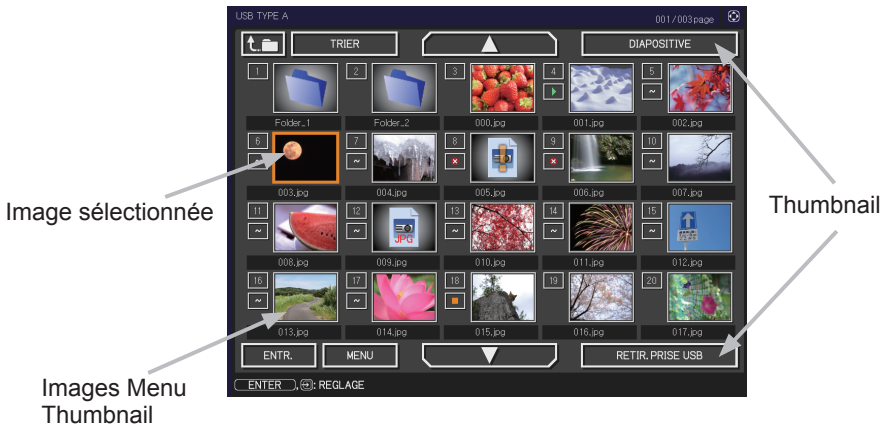 USB TYPE A
001/003page
TRIER
DIAPOSITIVE
1 2 3 4 5
Folder_1 Folder_2 000.jpg 001.jpg 002.jpg
6 7 8 9 10
003.jpg 004.jpg 005.jpg 006.jpg 007.jpg
11 12 13 14 15
JPG
008.jpg 009.jpg 010.jpg 011.jpg 012.jpg
16 17 18 19 20
013.jpg 014.jpg 015.jpg 016.jpg 017.jpg
ENTR. MENU RETIR. PRISE USB
ENTER , : REGLAGE
Image sélectionnée
Thumbnail
Images Menu
Thumbnail